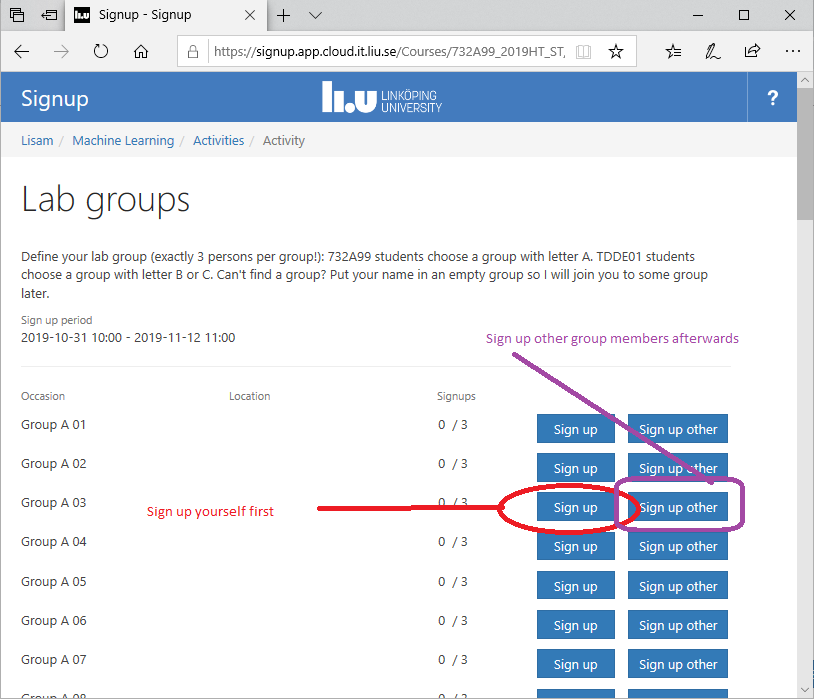 Signup - Signup
https://signup.app.cloud.it.liu.se/Courses/732A99_2019HT_ST,
Signup
li.u LINKÖPING
UNIVERSITY
?
Lisam / Machine Learning / Activities / Activity
Lab groups
Define your lab group (exactly 3 persons per group!): 732A99 students choose a group with letter A. TDDE01 students
choose a group with letter B or C. Can't find a group? Put your name in an empty group so I will join you to some group
later.
Sign up period
2019-10-31 10:00 - 2019-11-12 11:00
Sign up other group members afterwards
Occasion Location Signups
Group A 01 0 / 3 Sign up Sign up other
Group A 02 0 / 3 Sign up Sign up other
Group A 03 0 / 3 Sign up Sign up other
Sign up yourself first
Group A 04 0 / 3 Sign up Sign up other
Group A 05 0 / 3 Sign up Sign up other
Group A 06 0 / 3 Sign up Sign up other
Group A 07 0 / 3 Sign up Sign up other
Group A 08 0 / 3